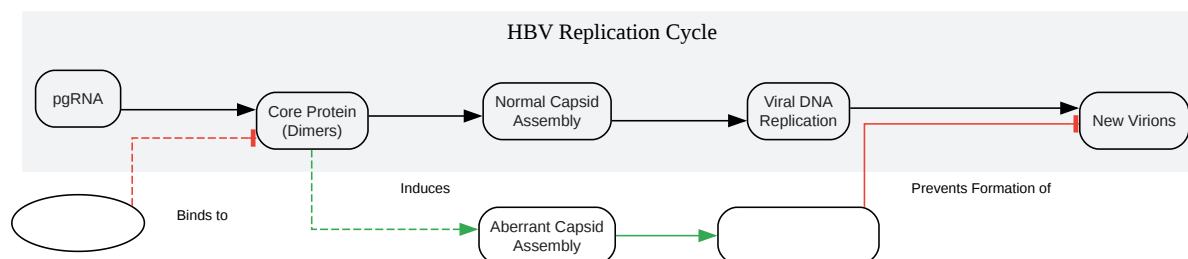 HBV Replication Cycle
pgRNA
Core Protein
(Dimers)
Normal Capsid
Assembly
Viral DNA
Replication
New Virions
Binds to
Induces
Prevents Formation of
Aberrant Capsid
Assembly